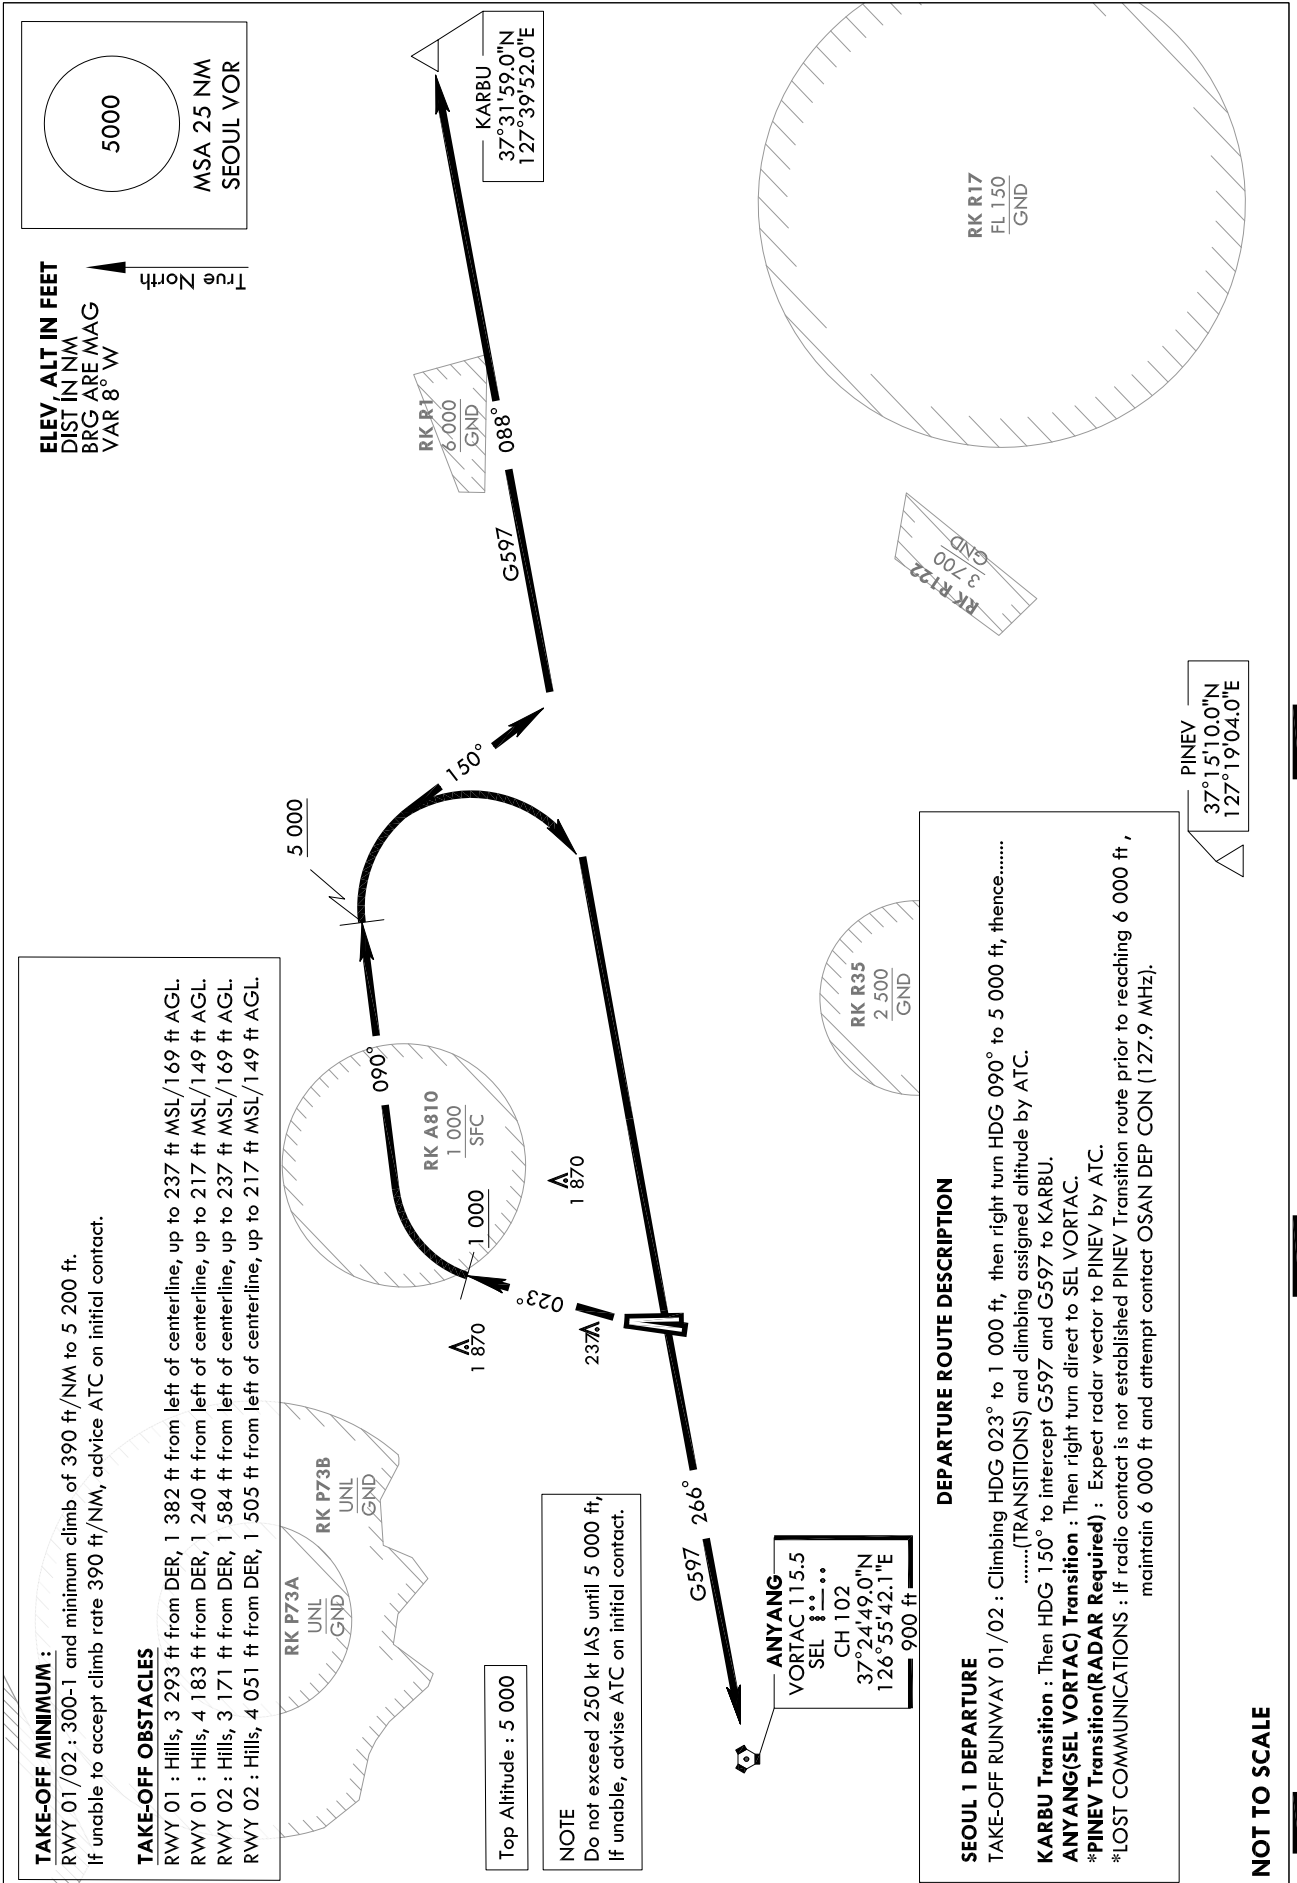 TAKE-OFF MINIMUM :
RWY 01/02 : 300-1 and minimum climb of 390 ft/NM to 5 200 ft.
If unable to accept climb rate 390 ft/NM, advice ATC on initial contact.
TAKE-OFF OBSTACLES
RWY 01 : Hills, 3 293 ft from DER, 1 382 ft from left of centerline, up to 237 ft MSL/169 ft AGL.
RWY 01 : Hills, 4 183 ft from DER, 1 240 ft from left of centerline, up to 217 ft MSL/149 ft AGL.
RWY 02 : Hills, 3 171 ft from DER, 1 584 ft from left of centerline, up to 237 ft MSL/169 ft AGL.
RWY 02 : Hills, 4 051 ft from DER, 1 505 ft from left of centerline, up to 217 ft MSL/149 ft AGL.
ELEV, ALT IN FEET
DIST IN NM
BRG ARE MAG
VAR 8° W
True North
5000
MSA 25 NM
SEOUL VOR
RK P73A
UNL
GND
RK P73B
UNL
GND
5 000
090°
RK A810
1 000
SFC
1 000
023°
1 870
1 870
237
150°
G597
088°
RK R1
6 000
GND
KARBU
37°31'59.0"N
127°39'52.0"E
Top Altitude : 5 000
NOTE
Do not exceed 250 kt IAS until 5 000 ft,
If unable, advise ATC on initial contact.
G597
266°
ANYANG
VORTAC 115.5
SEL
CH 102
37°24'49.0"N
126°55'42.1"E
900 ft
RK R35
2 500
GND
RK R122
3 700
GND
RK R17
FL 150
GND
PINEV
37°15'10.0"N
127°19'04.0"E
DEPARTURE ROUTE DESCRIPTION
SEOUL 1 DEPARTURE
TAKE-OFF RUNWAY 01/02 : Climbing HDG 023° to 1 000 ft, then right turn HDG 090° to 5 000 ft, thence.......
.......(TRANSITIONS) and climbing assigned altitude by ATC.
KARBU Transition : Then HDG 150° to intercept G597 and G597 to KARBU.
ANYANG(SEL VORTAC) Transition : Then right turn direct to SEL VORTAC.
*PINEV Transition(RADAR Required) : Expect radar vector to PINEV by ATC.
*LOST COMMUNICATIONS : If radio contact is not established PINEV Transition route prior to reaching 6 000 ft ,
maintain 6 000 ft and attempt contact OSAN DEP CON (127.9 MHz).
NOT TO SCALE